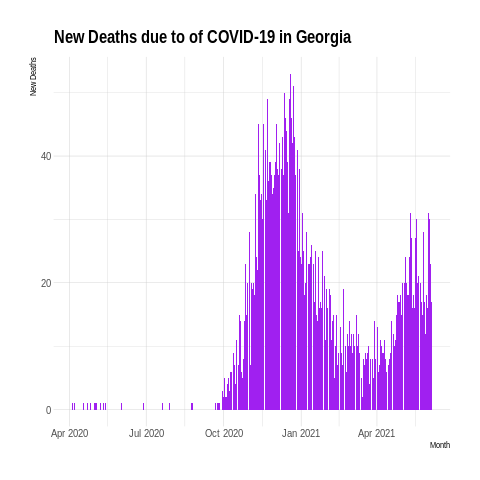 New Deaths due to of COVID-19 in Georgia
New Deaths
40
20
0
Apr 2020 Jul 2020 Oct 2020 Jan 2021 Apr 2021
Month